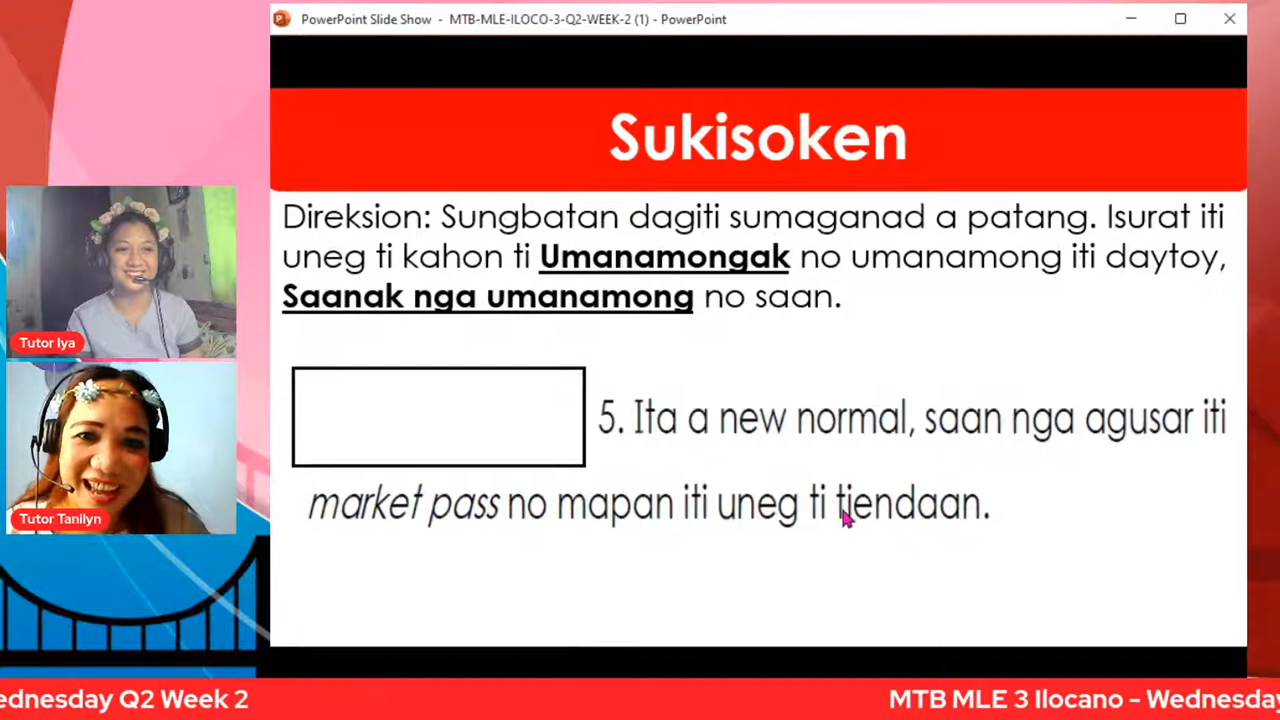 PowerPoint Slide Show - MTB-MLE-ILOCO-3-Q2-WEEK-2 (1) - PowerPoint
Sukisoken
Direksion: Sungbatan dagiti sumaganad a patang. Isurat iti
uneg ti kahon ti Umanamongak no umanamong iti daytoy,
Saanak nga umanamong no saan.
5. Ita a new normal, saan nga agusar iti
market pass no mapan iti uneg ti tiendaan.
Tutor Iya
Tutor Tanilyn
ednesday Q2 Week 2
MTB MLE 3 Ilocano - Wednesday